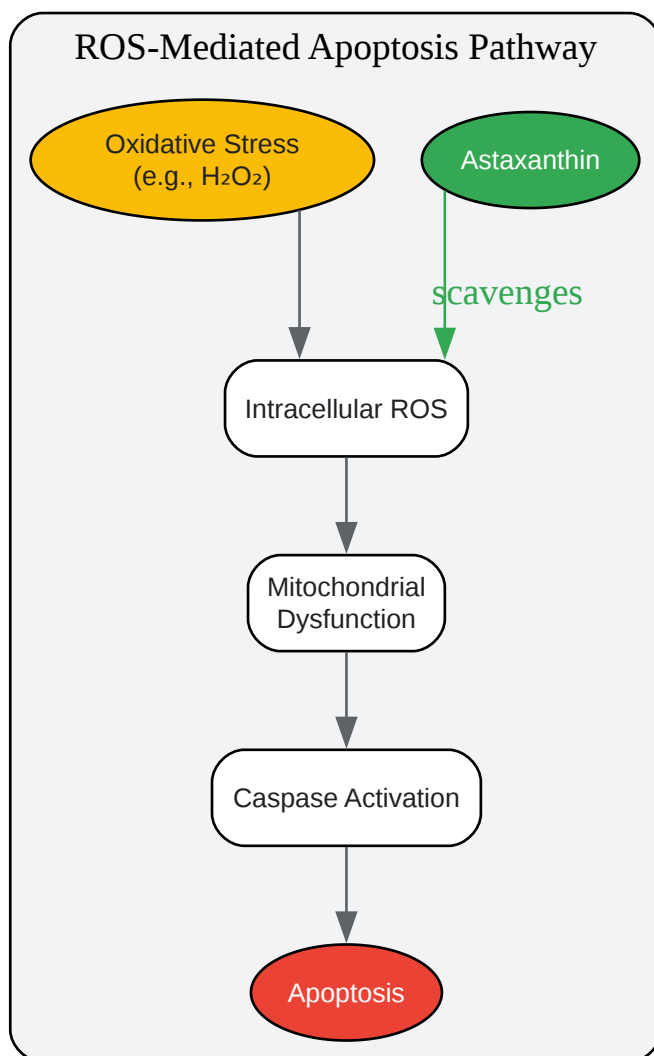 ROS-Mediated Apoptosis Pathway
Oxidative Stress
(e.g., H₂O₂)
Astaxanthin
scavenges
Intracellular ROS
Mitochondrial
Dysfunction
Caspase Activation
Apoptosis